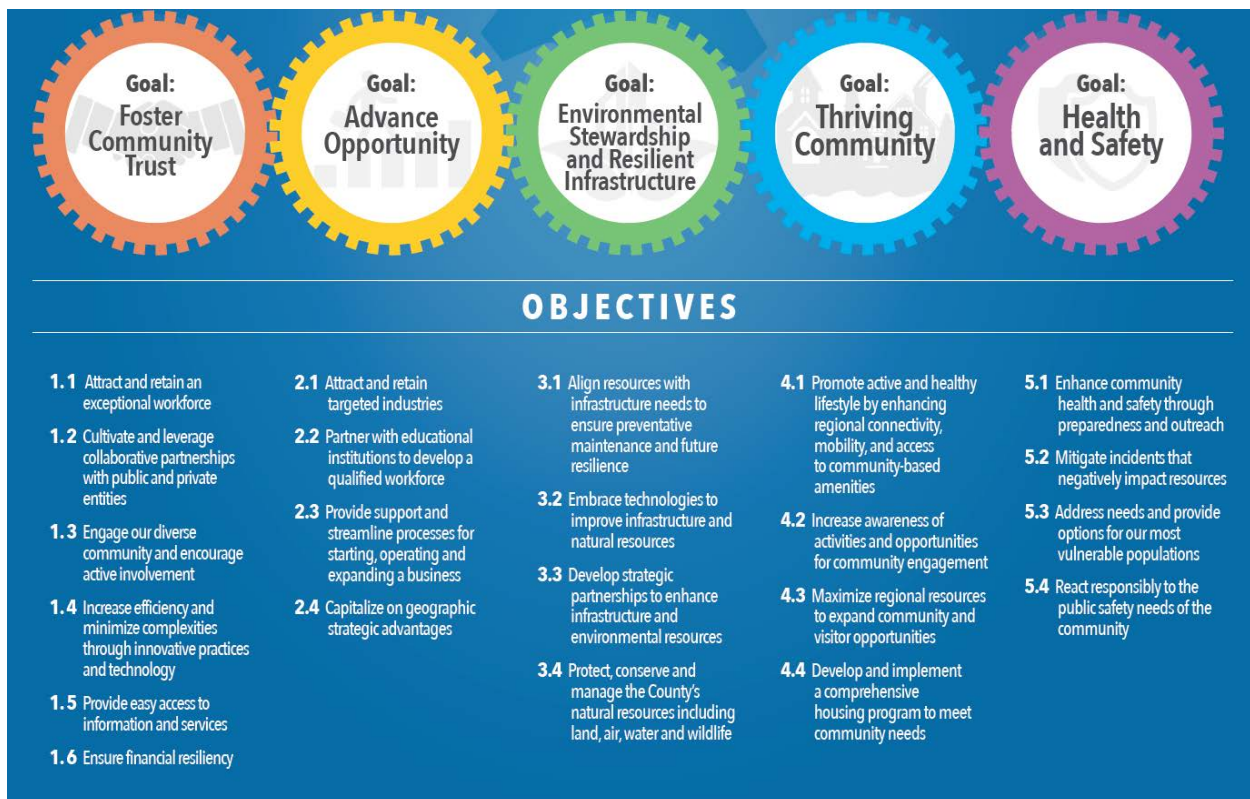 Goal:
Foster
Community
Trust
Goal:
Advance
Opportunity
Goal:
Environmental
Stewardship
and Resilient
Infrastructure
Goal:
Thriving
Community
Goal:
Health
and Safety
OBJECTIVES
1.1 Attract and retain an
exceptional workforce
1.2 Cultivate and leverage
collaborative partnerships
with public and private
entities
1.3 Engage our diverse
community and encourage
active involvement
1.4 Increase efficiency and
minimize complexities
through innovative practices
and technology
1.5 Provide easy access to
information and services
1.6 Ensure financial resiliency
2.1 Attract and retain
targeted industries
2.2 Partner with educational
institutions to develop a
qualified workforce
2.3 Provide support and
streamline processes for
starting, operating and
expanding a business
2.4 Capitalize on geographic
strategic advantages
3.1 Align resources with
infrastructure needs to
ensure preventative
maintenance and future
resilience
3.2 Embrace technologies to
improve infrastructure and
natural resources
3.3 Develop strategic
partnerships to enhance
infrastructure and
environmental resources
3.4 Protect, conserve and
manage the County's
natural resources including
land, air, water and wildlife
4.1 Promote active and healthy
lifestyle by enhancing
regional connectivity,
mobility, and access
to community-based
amenities
4.2 Increase awareness of
activities and opportunities
for community engagement
4.3 Maximize regional resources
to expand community and
visitor opportunities
4.4 Develop and implement
a comprehensive
housing program to meet
community needs
5.1 Enhance community
health and safety through
preparedness and outreach
5.2 Mitigate incidents that
negatively impact resources
5.3 Address needs and provide
options for our most
vulnerable populations
5.4 React responsibly to the
public safety needs of the
community